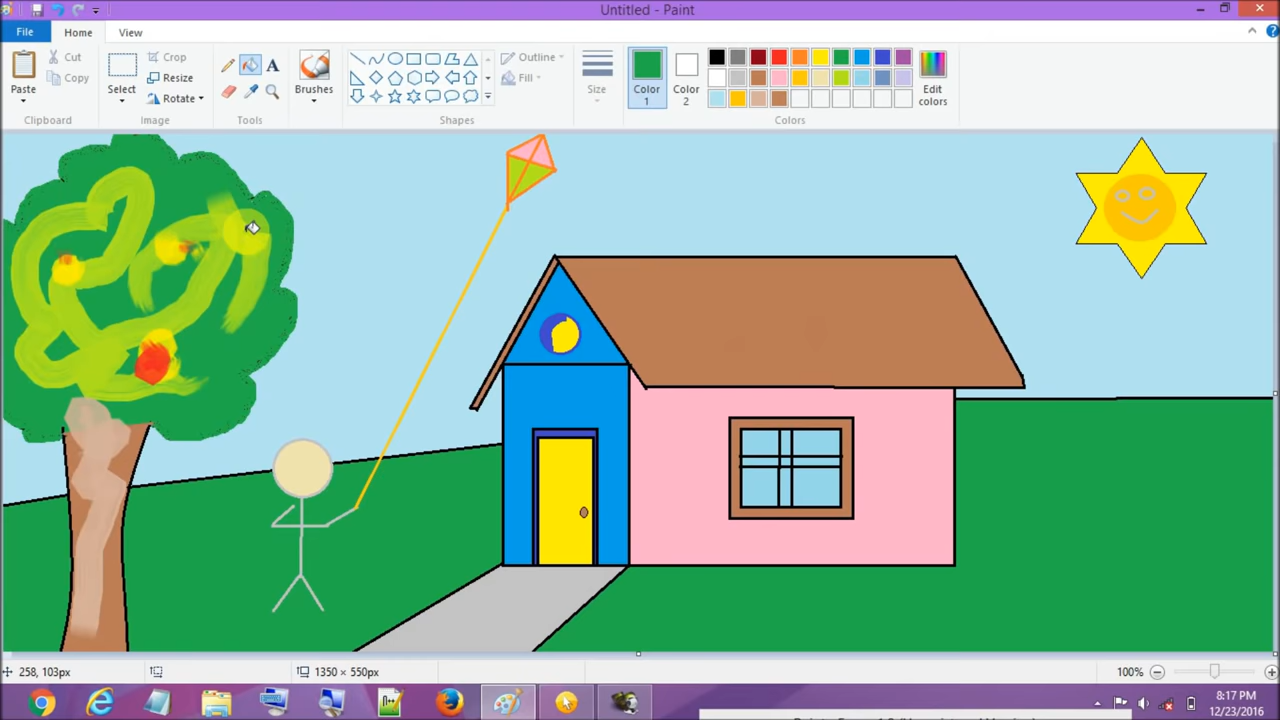 Untitled - Paint
File Home View
Paste
Cut
Copy
Clipboard
Select
Crop
Resize
Rotate
Image
A
Tools
Brushes
Shapes
Outline
Fill
Size
Color 1
Color 2
Edit colors
Colors
258, 103px
1350 × 550px
100%
8:17 PM
12/23/2016